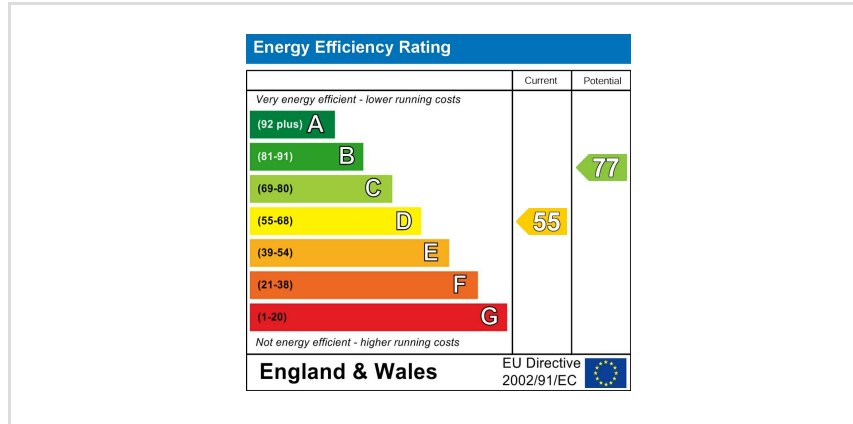 Energy Efficiency Rating
Current Potential
Very energy efficient - lower running costs
(92 plus) A
(81-91) B
77
(69-80) C
(55-68) D
55
(39-54) E
(21-38) F
(1-20) G
Not energy efficient - higher running costs
England & Wales
EU Directive
2002/91/EC